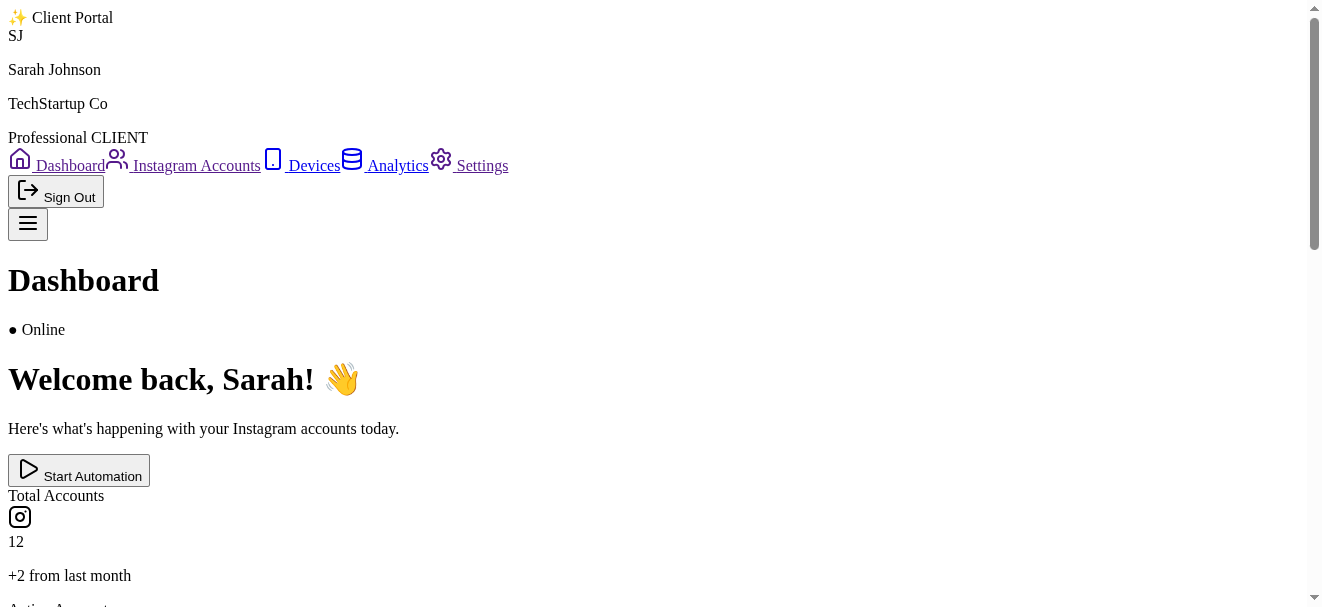 ✨ Client Portal
SJ
Sarah Johnson
TechStartup Co
Professional CLIENT
Dashboard Instagram Accounts Devices Analytics Settings
Sign Out
Dashboard
● Online
Welcome back, Sarah! 👋
Here's what's happening with your Instagram accounts today.
Start Automation
Total Accounts
12
+2 from last month